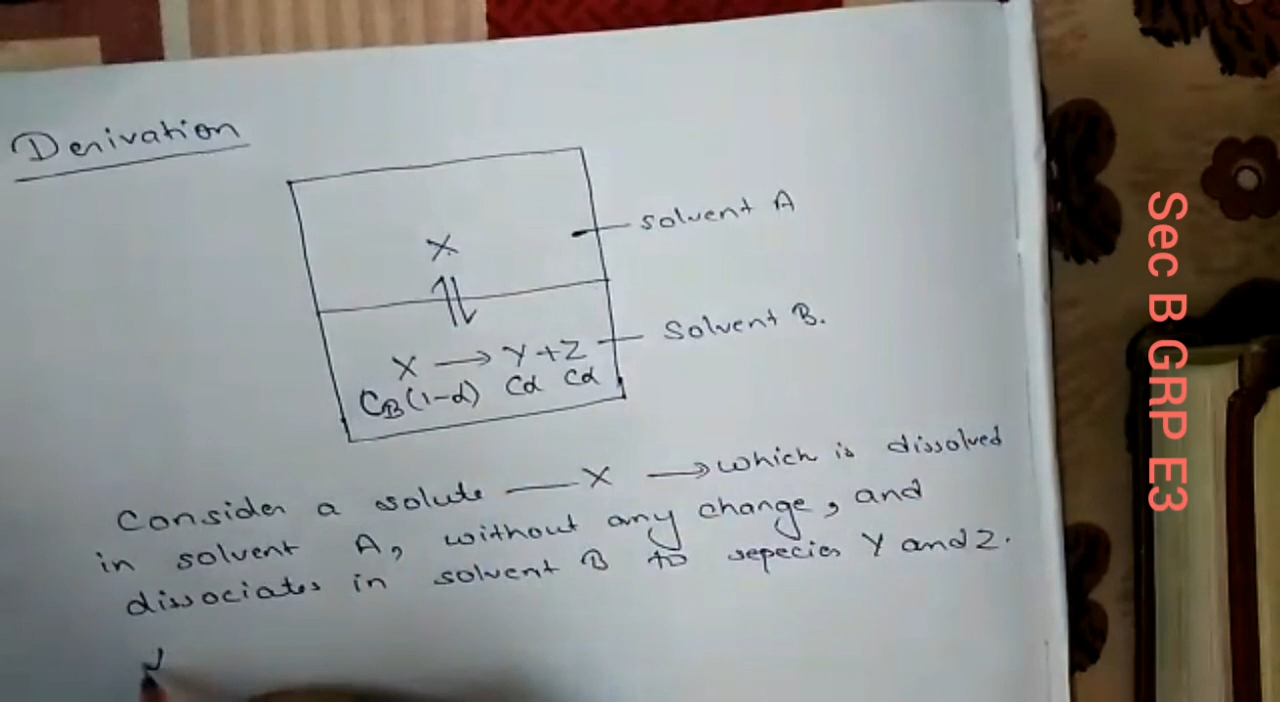 Derivation
solvent A
X
Solvent B.
X → Y + Z
CB(1-α) Cα Cα
Consider a solute — X → which is dissolved
in solvent A, without any change, and
dissociates in solvent B to sepecies Y and Z.
Sec B GRP E3